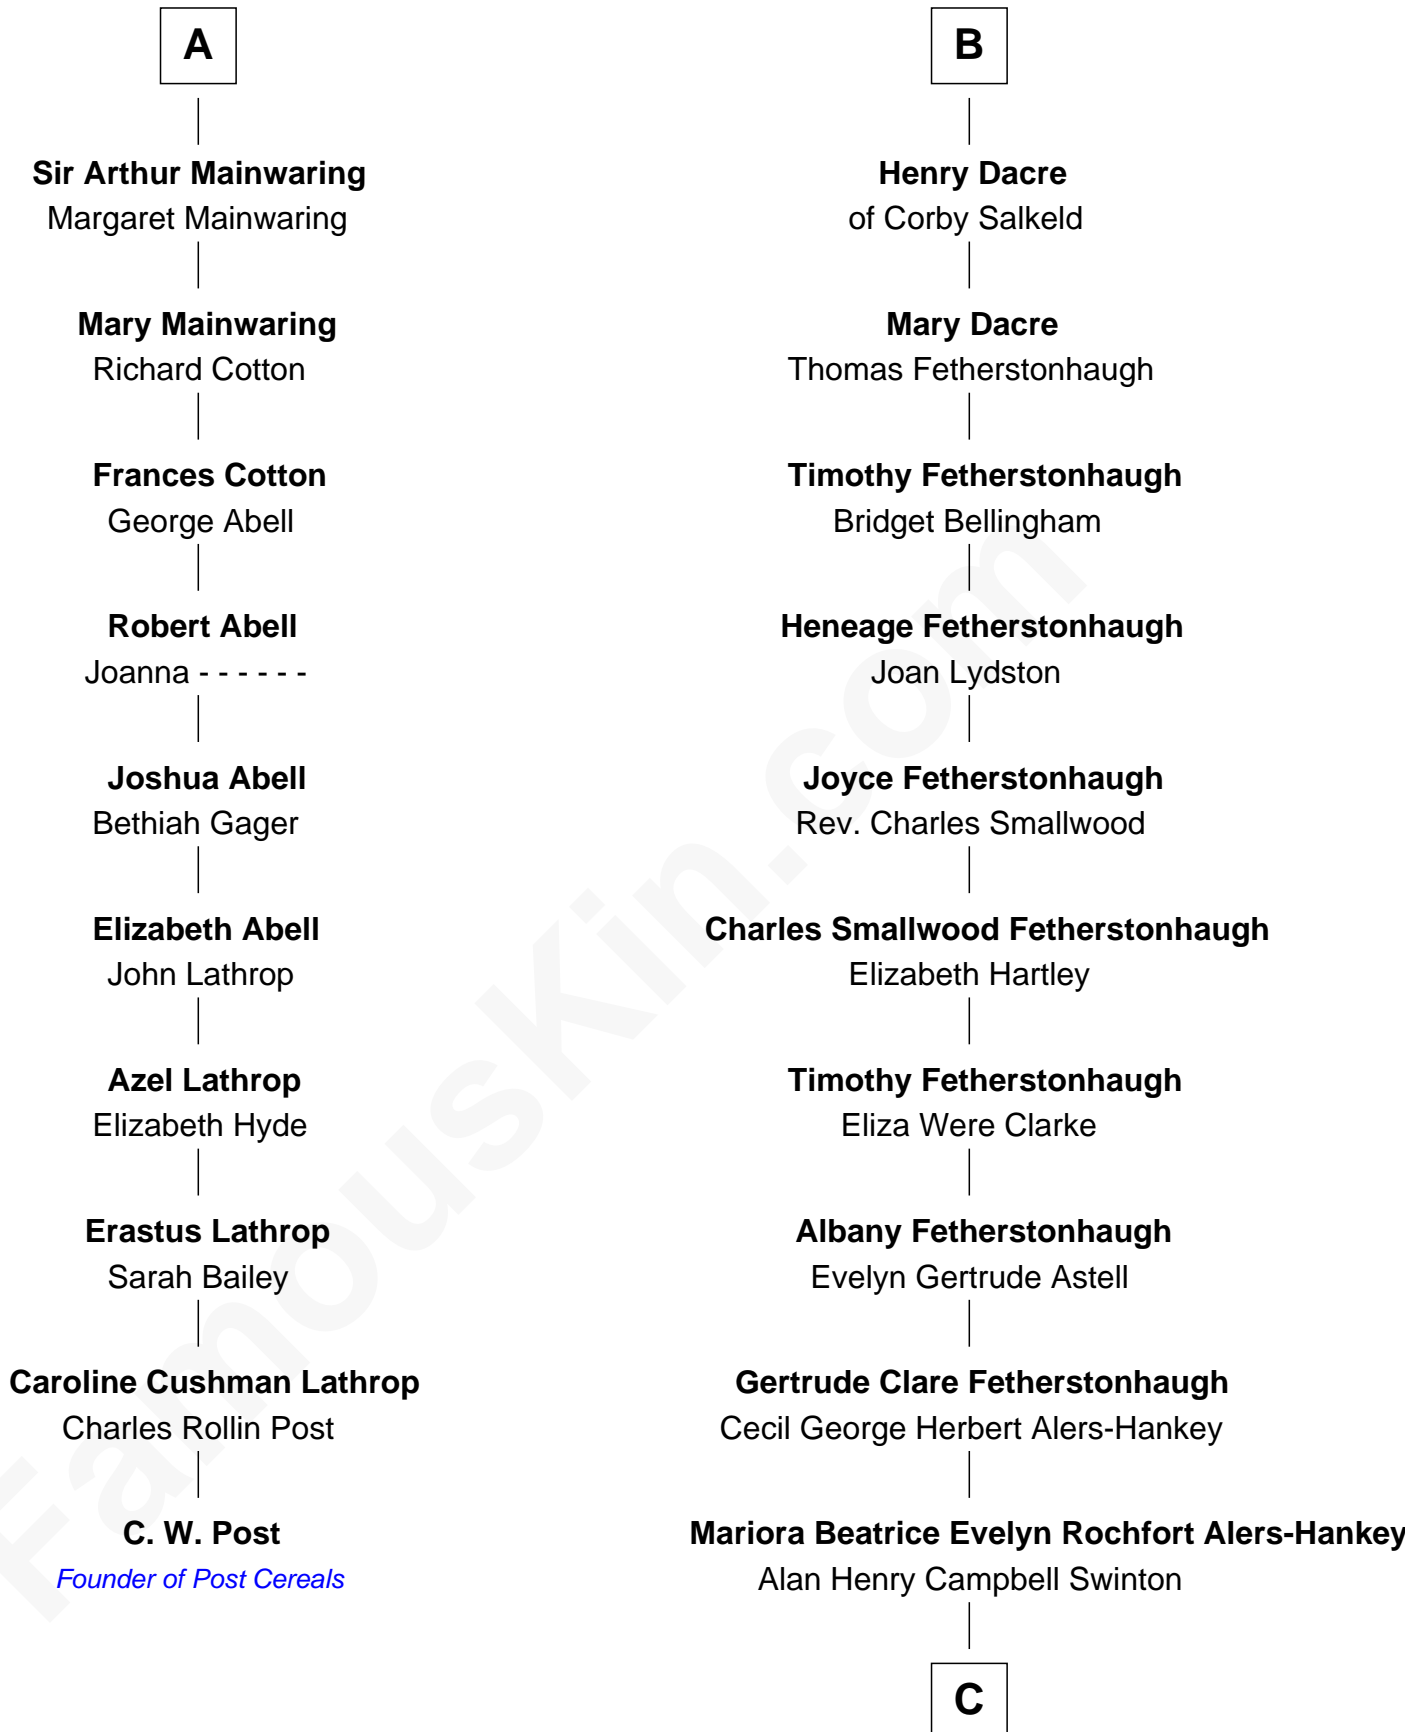 A
Sir Arthur Mainwaring
Margaret Mainwaring
Mary Mainwaring
Richard Cotton
Frances Cotton
George Abell
Robert Abell
Joanna - - - - - -
Joshua Abell
Bethiah Gager
Elizabeth Abell
John Lathrop
Azel Lathrop
Elizabeth Hyde
Erastus Lathrop
Sarah Bailey
Caroline Cushman Lathrop
Charles Rollin Post
C. W. Post
Founder of Post Cereals
B
Henry Dacre
of Corby Salkeld
Mary Dacre
Thomas Fetherstonhaugh
Timothy Fetherstonhaugh
Bridget Bellingham
Heneage Fetherstonhaugh
Joan Lydston
Joyce Fetherstonhaugh
Rev. Charles Smallwood
Charles Smallwood Fetherstonhaugh
Elizabeth Hartley
Timothy Fetherstonhaugh
Eliza Were Clarke
Albany Fetherstonhaugh
Evelyn Gertrude Astell
Gertrude Clare Fetherstonhaugh
Cecil George Herbert Alers-Hankey
Mariora Beatrice Evelyn Rochfort Alers-Hankey
Alan Henry Campbell Swinton
C
FamousKin.com